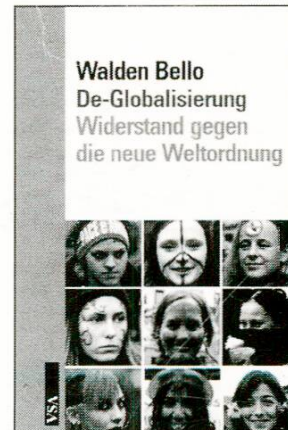 Walden Bello
De-Globalisierung
Widerstand gegen
die neue Weltordnung
VSA